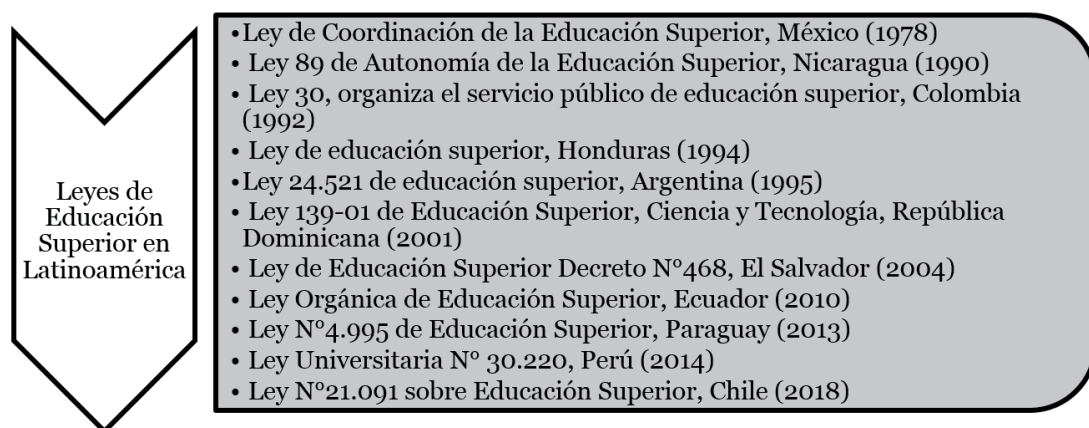 Leyes de
Educación
Superior en
Latinoamérica
•Ley de Coordinación de la Educación Superior, México (1978)
• Ley 89 de Autonomía de la Educación Superior, Nicaragua (1990)
• Ley 30, organiza el servicio público de educación superior, Colombia
(1992)
• Ley de educación superior, Honduras (1994)
•Ley 24.521 de educación superior, Argentina (1995)
• Ley 139-01 de Educación Superior, Ciencia y Tecnología, República
Dominicana (2001)
• Ley de Educación Superior Decreto N°468, El Salvador (2004)
• Ley Orgánica de Educación Superior, Ecuador (2010)
• Ley N°4.995 de Educación Superior, Paraguay (2013)
• Ley Universitaria N° 30.220, Perú (2014)
• Ley N°21.091 sobre Educación Superior, Chile (2018)